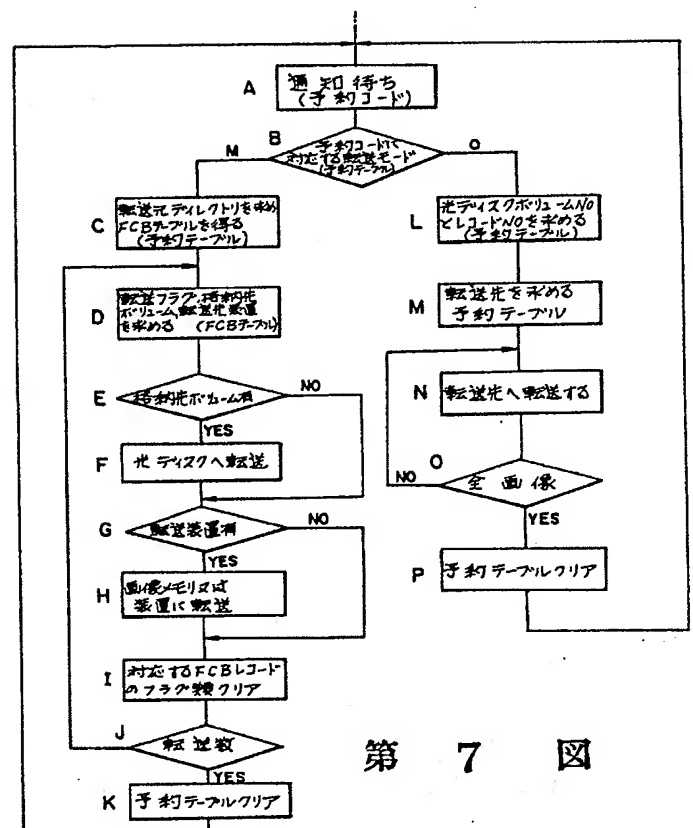 A
通知待ち
(予約コード)
B
予約コードに
対応する転送モード
(予約テーブル)
M
O
C
転送元ディレクトリを求め
FCBテーブルを得る
(予約テーブル)
D
転送フラグ、格納先
ボリューム、転送先装置
を求める (FCBテーブル)
E
格納先ボリューム有
NO
YES
F
光ディスクへ転送
G
転送装置有
NO
YES
H
画像メモリ又は
装置に転送
I
対応するFCBレコード
のフラグ類クリア
J
転送数
YES
K
予約テーブルクリア
L
光ディスクボリュームNO
とレコードNOを求める
(予約テーブル)
M
転送先を求める
予約テーブル
N
転送先へ転送する
O
全画像
NO
YES
P
予約テーブルクリア
第 7 図